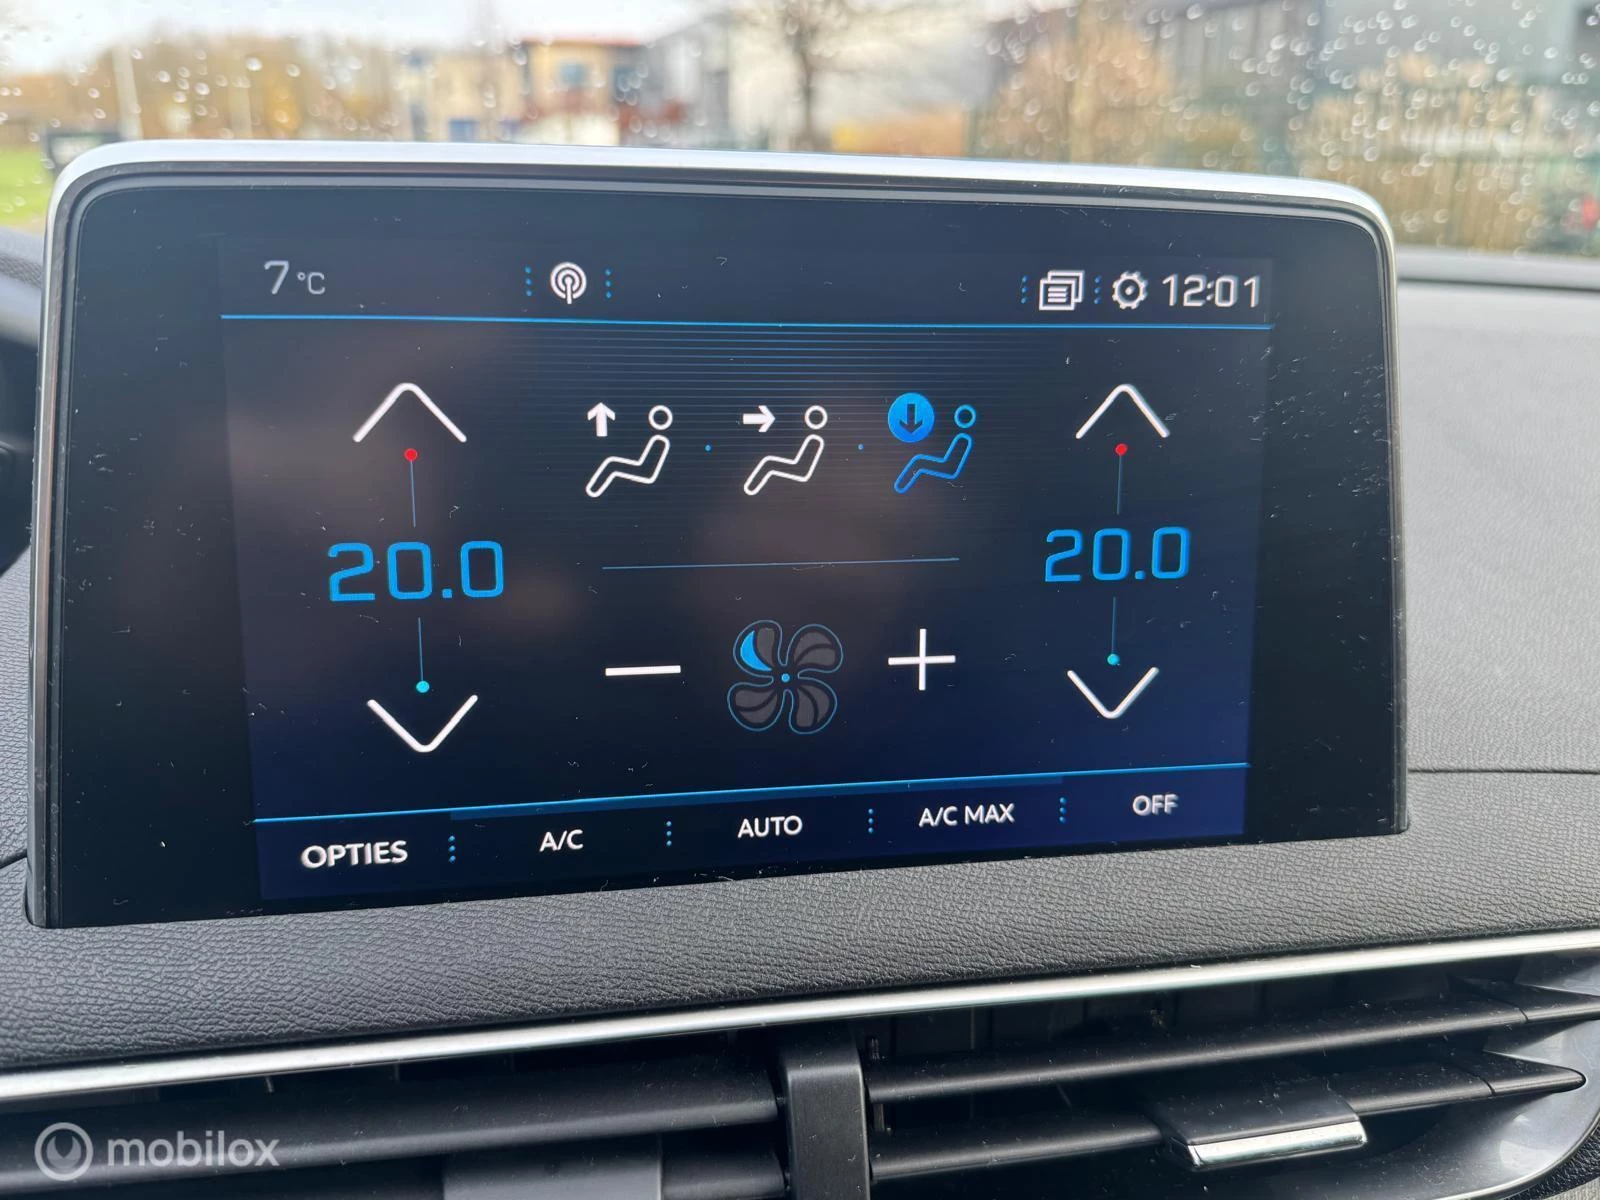 7 °C 12:01
20.0 20.0
OPTIES A/C AUTO A/C MAX OFF
mobilox